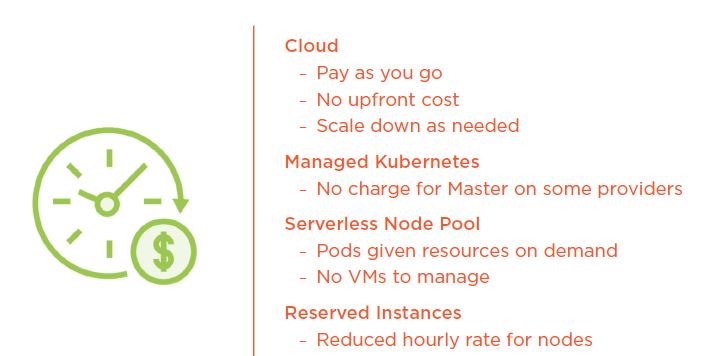 Cloud
- Pay as you go
- No upfront cost
- Scale down as needed
Managed Kubernetes
- No charge for Master on some providers
Serverless Node Pool
- Pods given resources on demand
- No VMs to manage
Reserved Instances
- Reduced hourly rate for nodes
$